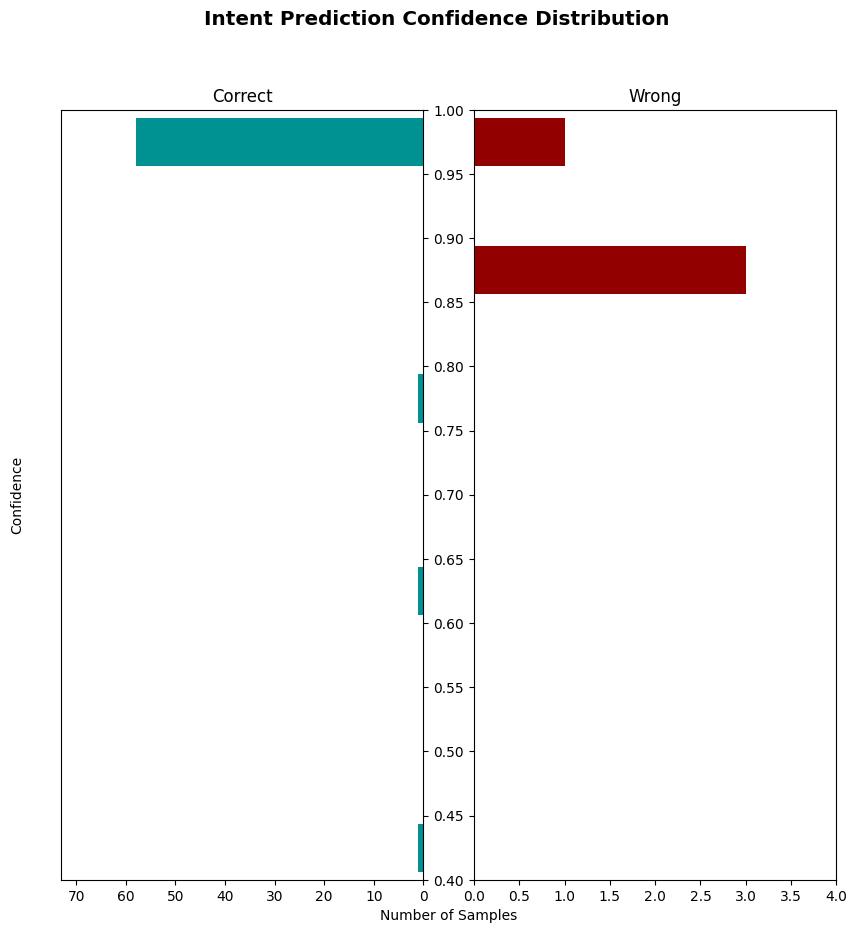 Intent Prediction Confidence Distribution
Correct
Wrong
1.00
0.95
0.90
0.85
0.80
0.75
0.70
0.65
0.60
0.55
0.50
0.45
0.40
Confidence
70 60 50 40 30 20 10 0
0.0 0.5 1.0 1.5 2.0 2.5 3.0 3.5 4.0
Number of Samples